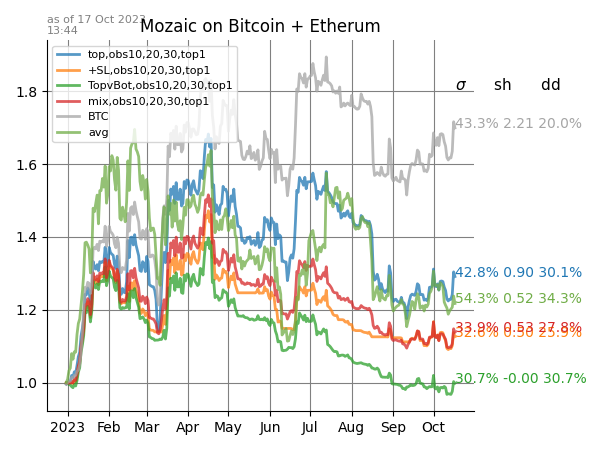 as of 17 Oct 2023
13:44
Mozaic on Bitcoin + Etherum
top,obs10,20,30,top1
+SL,obs10,20,30,top1
TopvBot,obs10,20,30,top1
mix,obs10,20,30,top1
BTC
avg
σ sh dd
43.3% 2.21 20.0%
42.8% 0.90 30.1%
54.3% 0.52 34.3%
33.9% 0.53 27.8%
30.7% -0.00 30.7%
1.8
1.6
1.4
1.2
1.0
2023 Feb Mar Apr May Jun Jul Aug Sep Oct